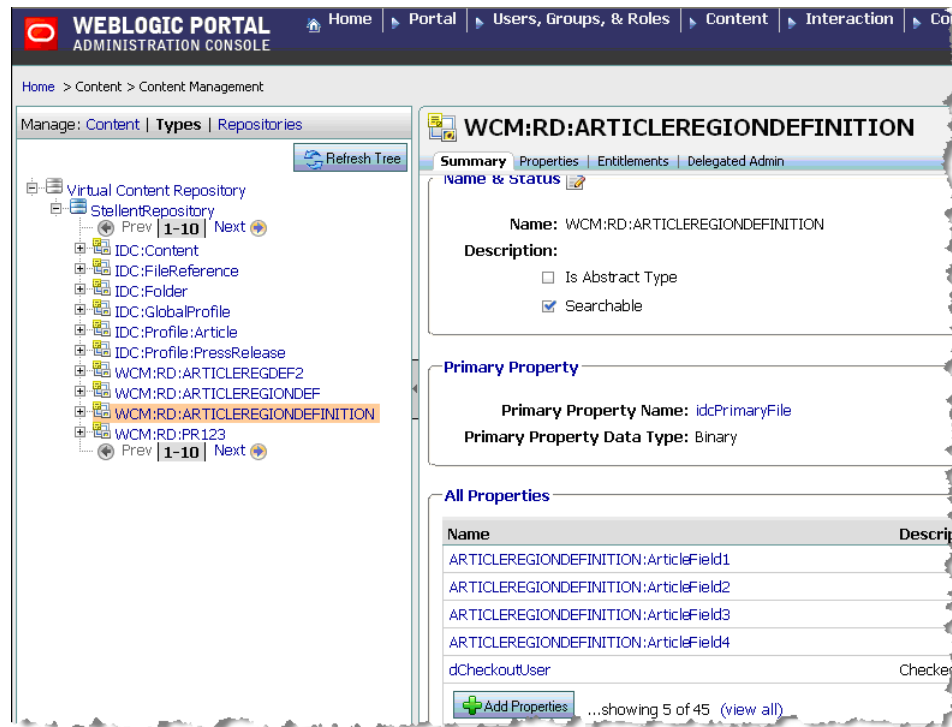 WEBLOGIC PORTAL
ADMINISTRATION CONSOLE
Home Portal Users, Groups, & Roles Content Interaction Co
Home > Content > Content Management
Manage: Content | Types | Repositories
Refresh Tree
Virtual Content Repository
StellentRepository
Prev 1-10 Next
IDC:Content
IDC:FileReference
IDC:Folder
IDC:GlobalProfile
IDC:Profile:Article
IDC:Profile:PressRelease
WCM:RD:ARTICLEREGDEF2
WCM:RD:ARTICLEREGIONDEF
WCM:RD:ARTICLEREGIONDEFINITION
WCM:RD:PR123
Prev 1-10 Next
WCM:RD:ARTICLEREGIONDEFINITION
Summary Properties | Entitlements | Delegated Admin
Name & Status
Name: WCM:RD:ARTICLEREGIONDEFINITION
Description:
Is Abstract Type
Searchable
Primary Property
Primary Property Name: idcPrimaryFile
Primary Property Data Type: Binary
All Properties
Name Descrip
ARTICLEREGIONDEFINITION:ArticleField1
ARTICLEREGIONDEFINITION:ArticleField2
ARTICLEREGIONDEFINITION:ArticleField3
ARTICLEREGIONDEFINITION:ArticleField4
dCheckoutUser Checke
Add Properties ...showing 5 of 45 (view all)